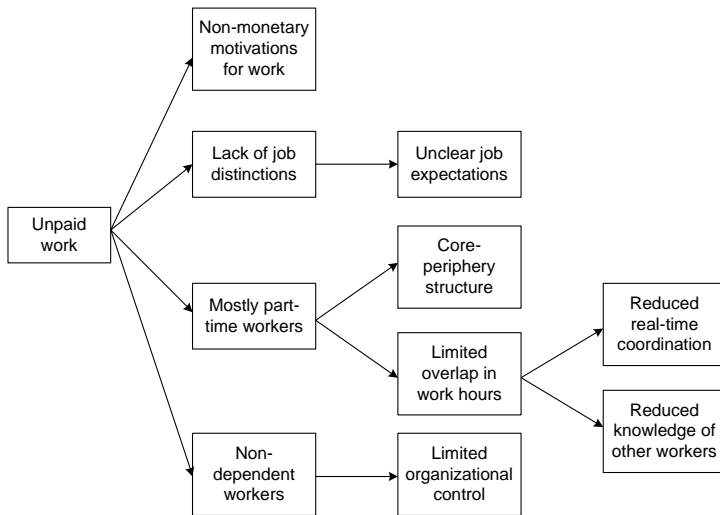 Non-monetary
motivations
for work
Lack of job
distinctions
Unclear job
expectations
Unpaid
work
Core-
periphery
structure
Mostly part-
time workers
Limited
overlap in
work hours
Reduced
real-time
coordination
Reduced
knowledge of
other workers
Non-
dependent
workers
Limited
organizational
control